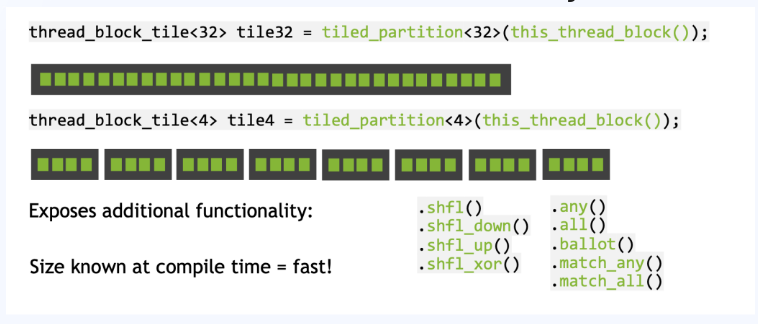 thread_block_tile<32> tile32 = tiled_partition<32>(this_thread_block());
thread_block_tile<4> tile4 = tiled_partition<4>(this_thread_block());
Exposes additional functionality:
Size known at compile time = fast!
.shfl()
.shfl_down()
.shfl_up()
.shfl_xor()
.any()
.all()
.ballot()
.match_any()
.match_all()